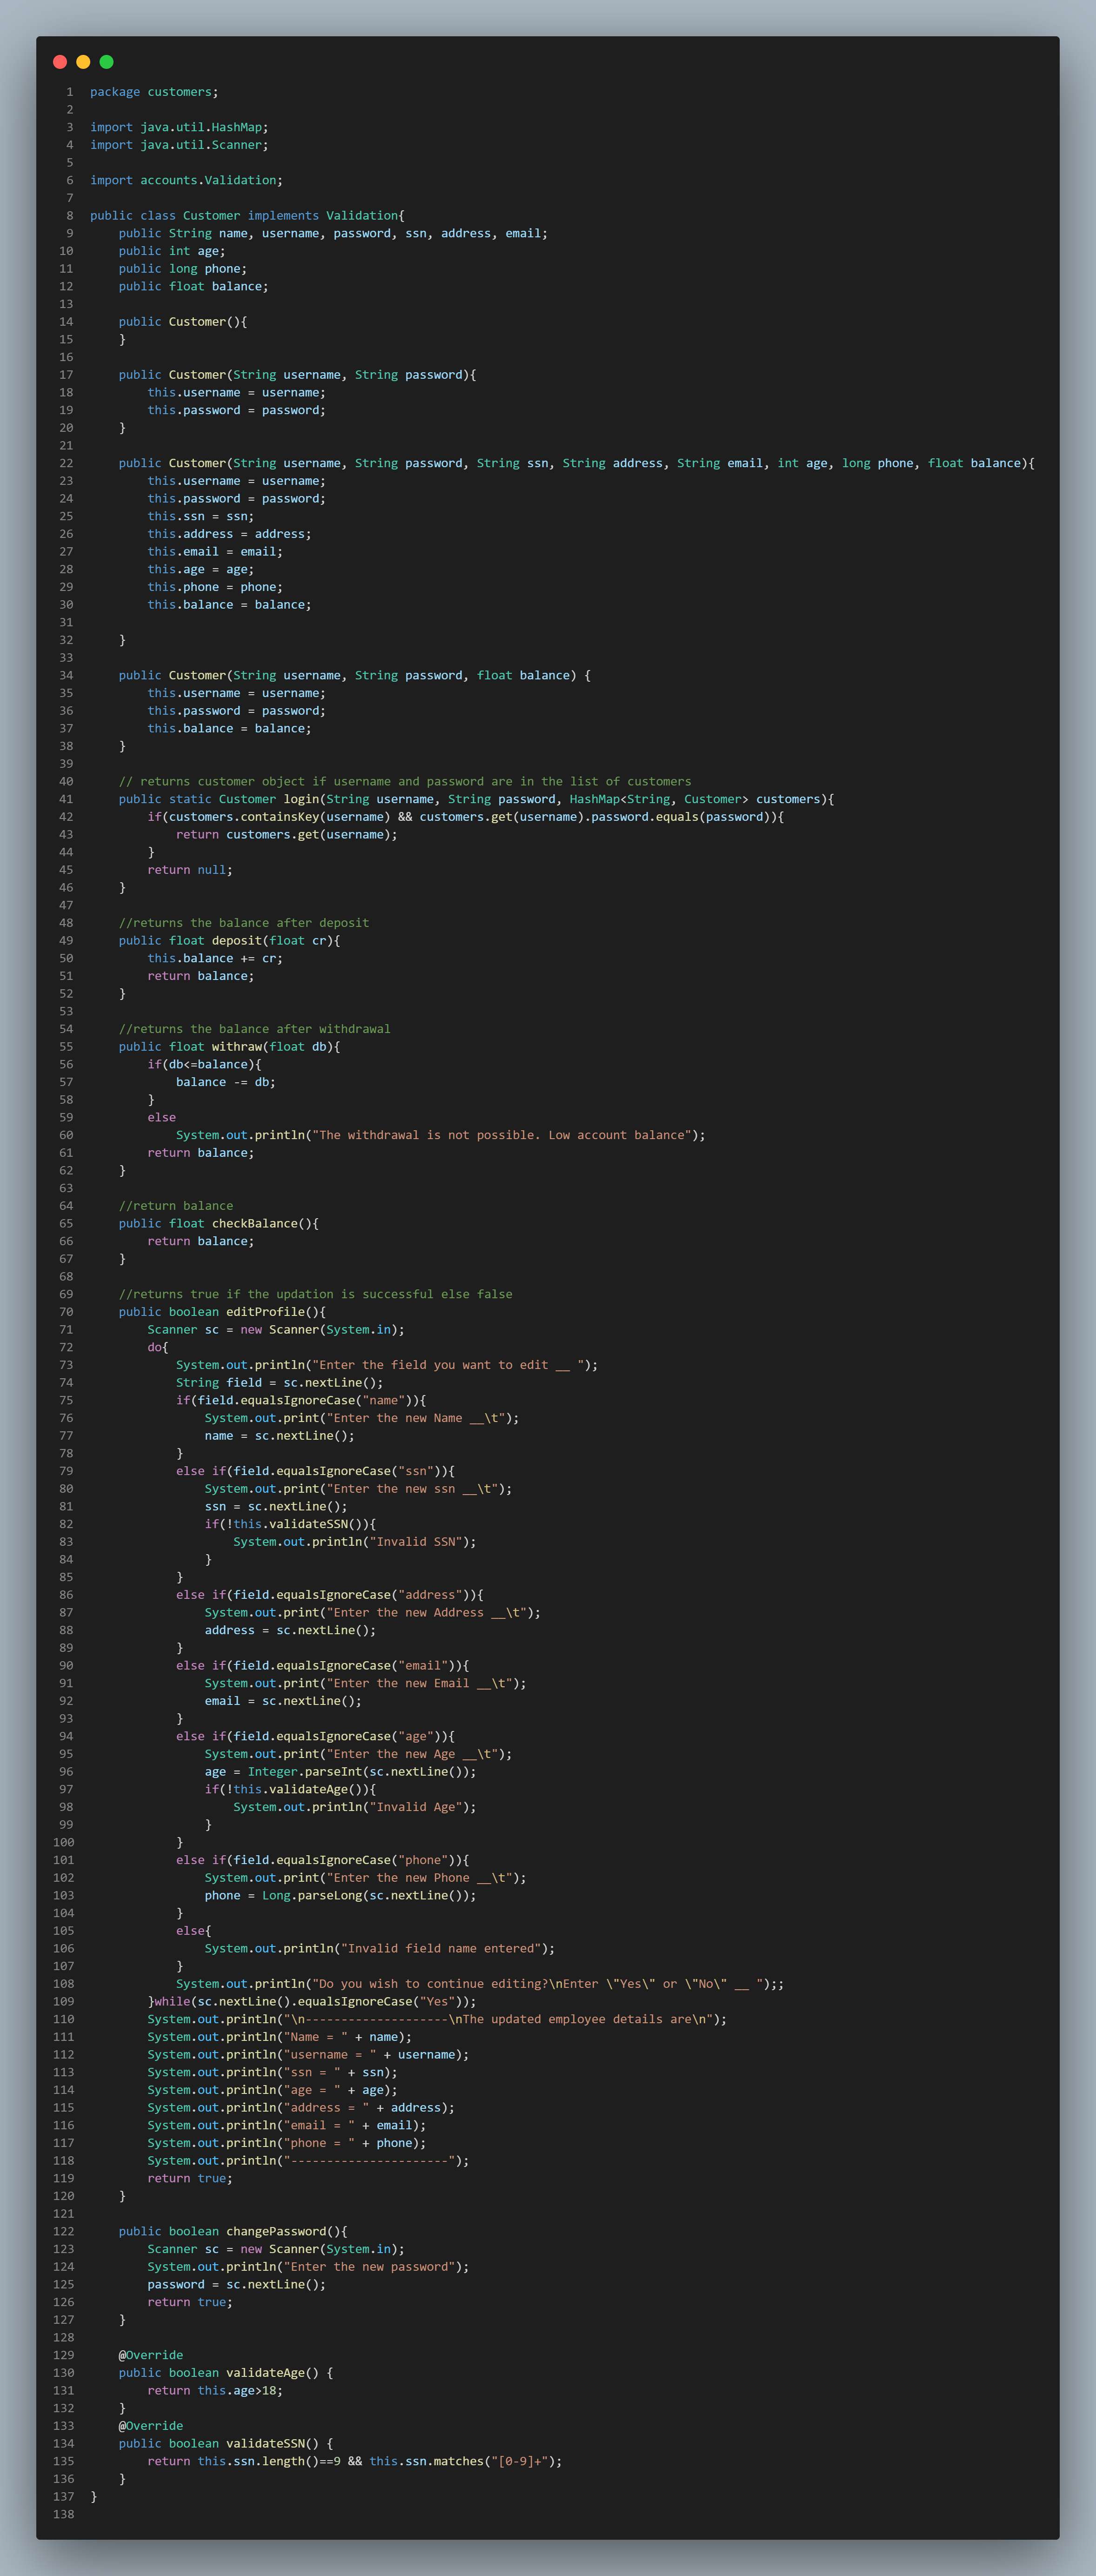 1 package customers;
2
3 import java.util.HashMap;
4 import java.util.Scanner;
5
6 import accounts.Validation;
7
8 public class Customer implements Validation{
9     public String name, username, password, ssn, address, email;
10     public int age;
11     public long phone;
12     public float balance;
13
14     public Customer(){
15     }
16
17     public Customer(String username, String password){
18         this.username = username;
19         this.password = password;
20     }
21
22     public Customer(String username, String password, String ssn, String address, String email, int age, long phone, float balance){
23         this.username = username;
24         this.password = password;
25         this.ssn = ssn;
26         this.address = address;
27         this.email = email;
28         this.age = age;
29         this.phone = phone;
30         this.balance = balance;
31
32     }
33
34     public Customer(String username, String password, float balance) {
35         this.username = username;
36         this.password = password;
37         this.balance = balance;
38     }
39
40     // returns customer object if username and password are in the list of customers
41     public static Customer login(String username, String password, HashMap<String, Customer> customers){
42         if(customers.containsKey(username) && customers.get(username).password.equals(password)){
43             return customers.get(username);
44         }
45         return null;
46     }
47
48     //returns the balance after deposit
49     public float deposit(float cr){
50         this.balance += cr;
51         return balance;
52     }
53
54     //returns the balance after withdrawal
55     public float withraw(float db){
56         if(db<=balance){
57             balance -= db;
58         }
59         else
60             System.out.println("The withdrawal is not possible. Low account balance");
61         return balance;
62     }
63
64     //return balance
65     public float checkBalance(){
66         return balance;
67     }
68
69     //returns true if the updation is successful else false
70     public boolean editProfile(){
71         Scanner sc = new Scanner(System.in);
72         do{
73             System.out.println("Enter the field you want to edit __ ");
74             String field = sc.nextLine();
75             if(field.equalsIgnoreCase("name")){
76                 System.out.print("Enter the new Name __\t");
77                 name = sc.nextLine();
78             }
79             else if(field.equalsIgnoreCase("ssn")){
80                 System.out.print("Enter the new ssn __\t");
81                 ssn = sc.nextLine();
82                 if(!this.validateSSN()){
83                     System.out.println("Invalid SSN");
84                 }
85             }
86             else if(field.equalsIgnoreCase("address")){
87                 System.out.print("Enter the new Address __\t");
88                 address = sc.nextLine();
89             }
90             else if(field.equalsIgnoreCase("email")){
91                 System.out.print("Enter the new Email __\t");
92                 email = sc.nextLine();
93             }
94             else if(field.equalsIgnoreCase("age")){
95                 System.out.print("Enter the new Age __\t");
96                 age = Integer.parseInt(sc.nextLine());
97                 if(!this.validateAge()){
98                     System.out.println("Invalid Age");
99                 }
100             }
101             else if(field.equalsIgnoreCase("phone")){
102                 System.out.print("Enter the new Phone __\t");
103                 phone = Long.parseLong(sc.nextLine());
104             }
105             else{
106                 System.out.println("Invalid field name entered");
107             }
108             System.out.println("Do you wish to continue editing?\nEnter \"Yes\" or \"No\" __ ");;
109         }while(sc.nextLine().equalsIgnoreCase("Yes"));
110         System.out.println("\n--------------------\nThe updated employee details are\n");
111         System.out.println("Name = " + name);
112         System.out.println("username = " + username);
113         System.out.println("ssn = " + ssn);
114         System.out.println("age = " + age);
115         System.out.println("address = " + address);
116         System.out.println("email = " + email);
117         System.out.println("phone = " + phone);
118         System.out.println("----------------------");
119         return true;
120     }
121
122     public boolean changePassword(){
123         Scanner sc = new Scanner(System.in);
124         System.out.println("Enter the new password");
125         password = sc.nextLine();
126         return true;
127     }
128
129     @Override
130     public boolean validateAge() {
131         return this.age>18;
132     }
133     @Override
134     public boolean validateSSN() {
135         return this.ssn.length()==9 && this.ssn.matches("[0-9]+");
136     }
137 }
138